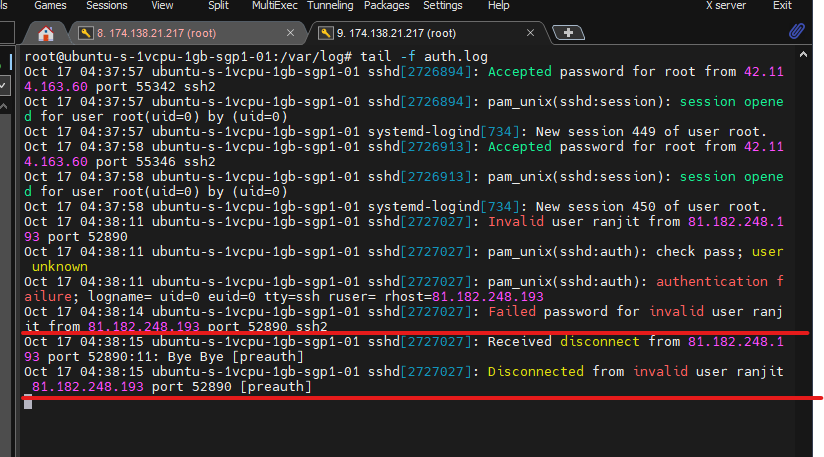 ls Games Sessions View Split MultiExec Tunneling Packages Settings Help X server Exit
8. 174.138.21.217 (root) 9. 174.138.21.217 (root)
root@ubuntu-s-1vcpu-1gb-sgp1-01:/var/log# tail -f auth.log
Oct 17 04:37:57 ubuntu-s-1vcpu-1gb-sgp1-01 sshd[2726894]: Accepted password for root from 42.11
4.163.60 port 55342 ssh2
Oct 17 04:37:57 ubuntu-s-1vcpu-1gb-sgp1-01 sshd[2726894]: pam_unix(sshd:session): session opene
d for user root(uid=0) by (uid=0)
Oct 17 04:37:57 ubuntu-s-1vcpu-1gb-sgp1-01 systemd-logind[734]: New session 449 of user root.
Oct 17 04:37:58 ubuntu-s-1vcpu-1gb-sgp1-01 sshd[2726913]: Accepted password for root from 42.11
4.163.60 port 55346 ssh2
Oct 17 04:37:58 ubuntu-s-1vcpu-1gb-sgp1-01 sshd[2726913]: pam_unix(sshd:session): session opene
d for user root(uid=0) by (uid=0)
Oct 17 04:37:58 ubuntu-s-1vcpu-1gb-sgp1-01 systemd-logind[734]: New session 450 of user root.
Oct 17 04:38:11 ubuntu-s-1vcpu-1gb-sgp1-01 sshd[2727027]: Invalid user ranjit from 81.182.248.1
93 port 52890
Oct 17 04:38:11 ubuntu-s-1vcpu-1gb-sgp1-01 sshd[2727027]: pam_unix(sshd:auth): check pass; user
 unknown
Oct 17 04:38:11 ubuntu-s-1vcpu-1gb-sgp1-01 sshd[2727027]: pam_unix(sshd:auth): authentication f
ailure; logname= uid=0 euid=0 tty=ssh ruser= rhost=81.182.248.193
Oct 17 04:38:14 ubuntu-s-1vcpu-1gb-sgp1-01 sshd[2727027]: Failed password for invalid user ranj
it from 81.182.248.193 port 52890 ssh2
Oct 17 04:38:15 ubuntu-s-1vcpu-1gb-sgp1-01 sshd[2727027]: Received disconnect from 81.182.248.1
93 port 52890:11: Bye Bye [preauth]
Oct 17 04:38:15 ubuntu-s-1vcpu-1gb-sgp1-01 sshd[2727027]: Disconnected from invalid user ranjit
 81.182.248.193 port 52890 [preauth]